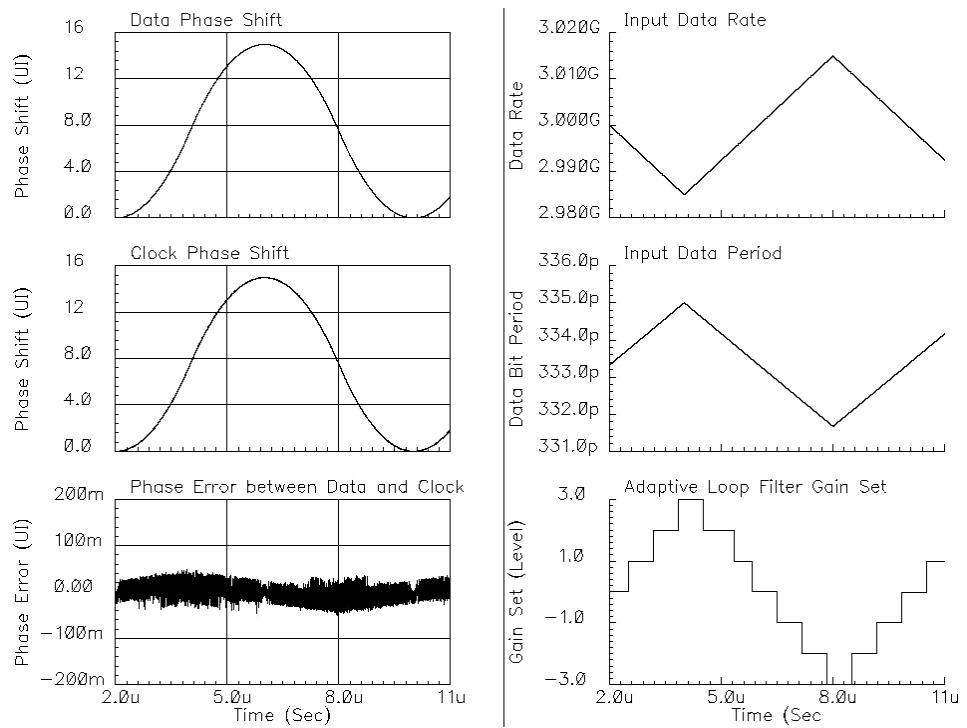 Data Phase Shift
Phase Shift (UI)
16
12
8.0
4.0
0.0
Clock Phase Shift
Phase Shift (UI)
16
12
8.0
4.0
0.0
Phase Error between Data and Clock
Phase Error (UI)
200m
100m
0.00
-100m
-200m
2.0u 5.0u 8.0u 11u
Time (Sec)
Input Data Rate
Data Rate
3.020G
3.010G
3.000G
2.990G
2.980G
Input Data Period
Data Bit Period
336.0p
335.0p
334.0p
333.0p
332.0p
331.0p
Adaptive Loop Filter Gain Set
Gain Set (Level)
3.0
1.0
-1.0
-3.0
2.0u 5.0u 8.0u 11u
Time (Sec